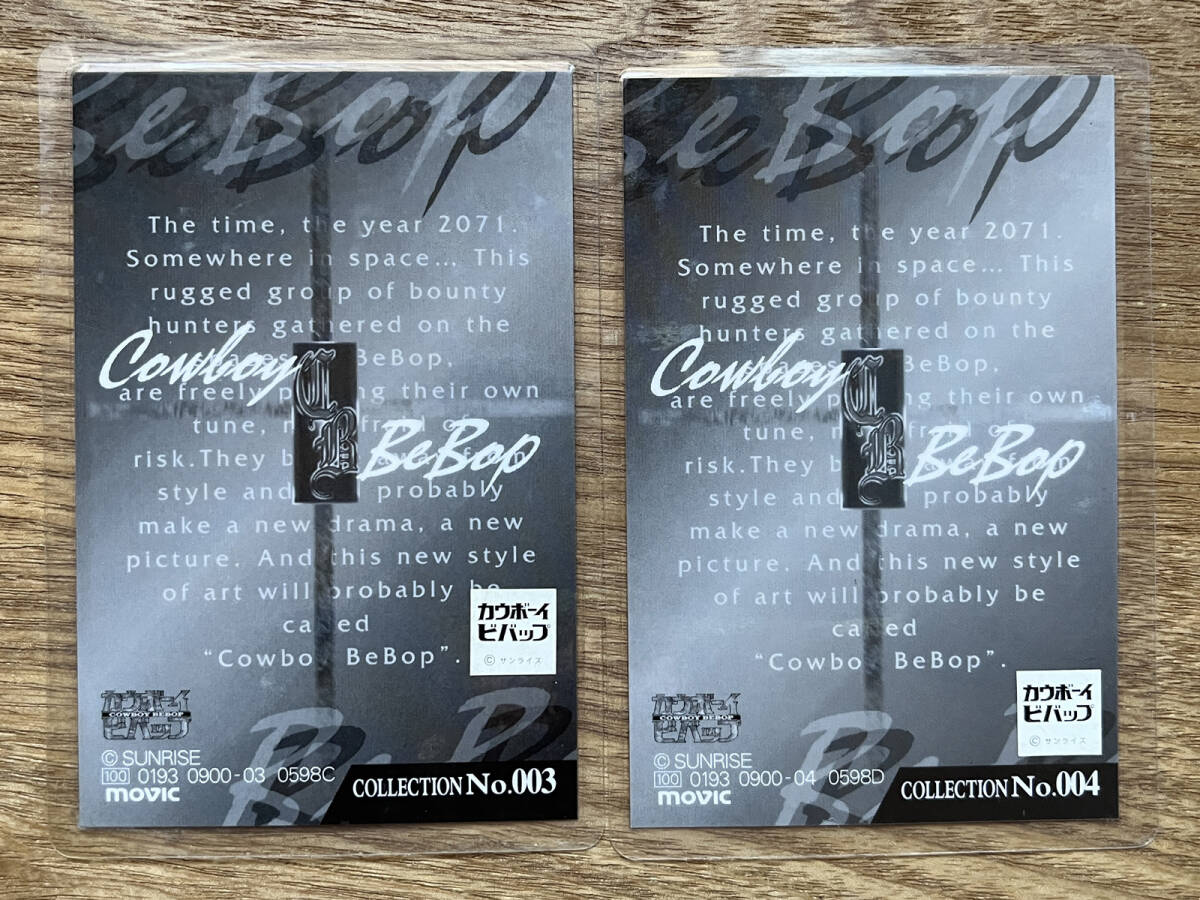 BeBop
The time, the year 2071.
Somewhere in space... This
rugged group of bounty
hunters gathered on the
BeBop,
are freely p ng their own
tune, afraid of
risk.They
style and probably
make a new drama, a new
picture. And this new style
of art will probably be
called
“Cowboy BeBop”.
Cowboy
CB
BeBop
カウボーイ
ビバップ
© サンライズ
カウボーイ
COWBOY BEBOP
ビバップ
© SUNRISE
100 0193 0900-03 0598C
movic
COLLECTION No.003
BeBop
The time, the year 2071.
Somewhere in space... This
rugged group of bounty
hunters gathered on the
BeBop,
are freely p ng their own
tune, afraid of
risk.They
style and probably
make a new drama, a new
picture. And this new style
of art will probably be
called
“Cowboy BeBop”.
Cowboy
CB
BeBop
カウボーイ
ビバップ
© サンライズ
カウボーイ
COWBOY BEBOP
ビバップ
© SUNRISE
100 0193 0900-04 0598D
movic
COLLECTION No.004